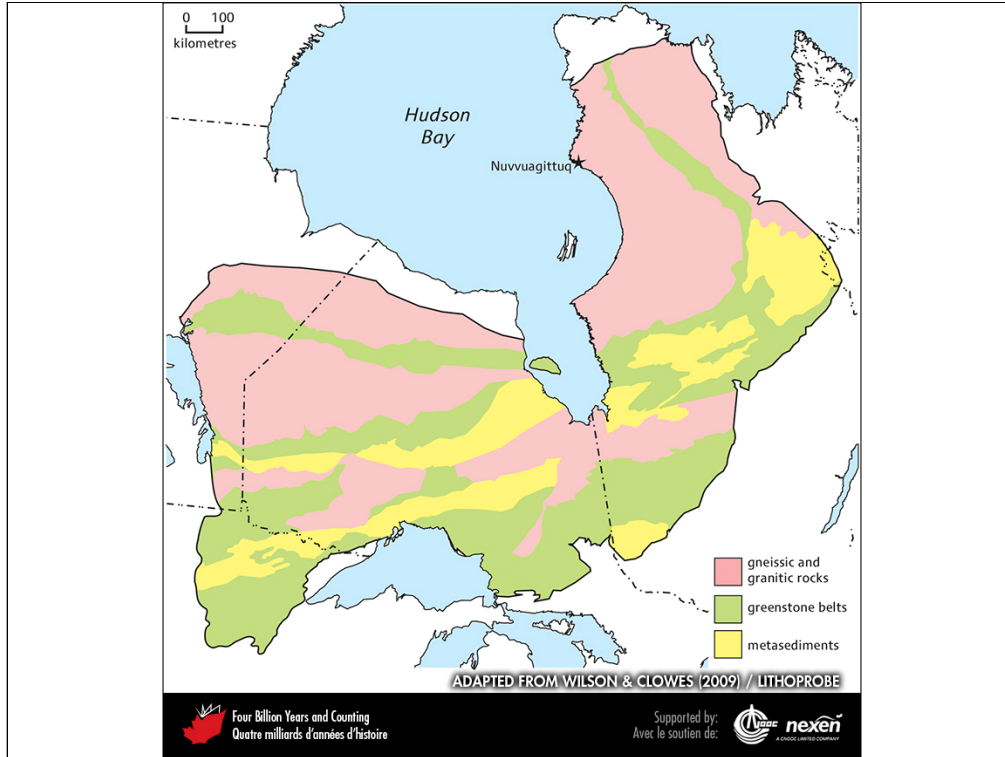 0 100
kilometres
Hudson
Bay
Nuvvuagittuq
gneissic and
granitic rocks
greenstone belts
metasediments
ADAPTED FROM WILSON & CLOWES (2009) / LITHOPROBE
Four Billion Years and Counting
Quatre milliards d'années d'histoire
Supported by:
Avec le soutien de:
nexen
A CNOOC LIMITED COMPANY